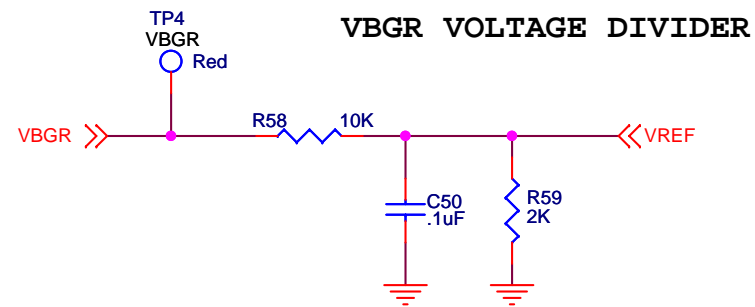 TP4
VBGR
Red
VBGR VOLTAGE DIVIDER
VBGR
R58
10K
VREF
C50
.1uF
R59
2K